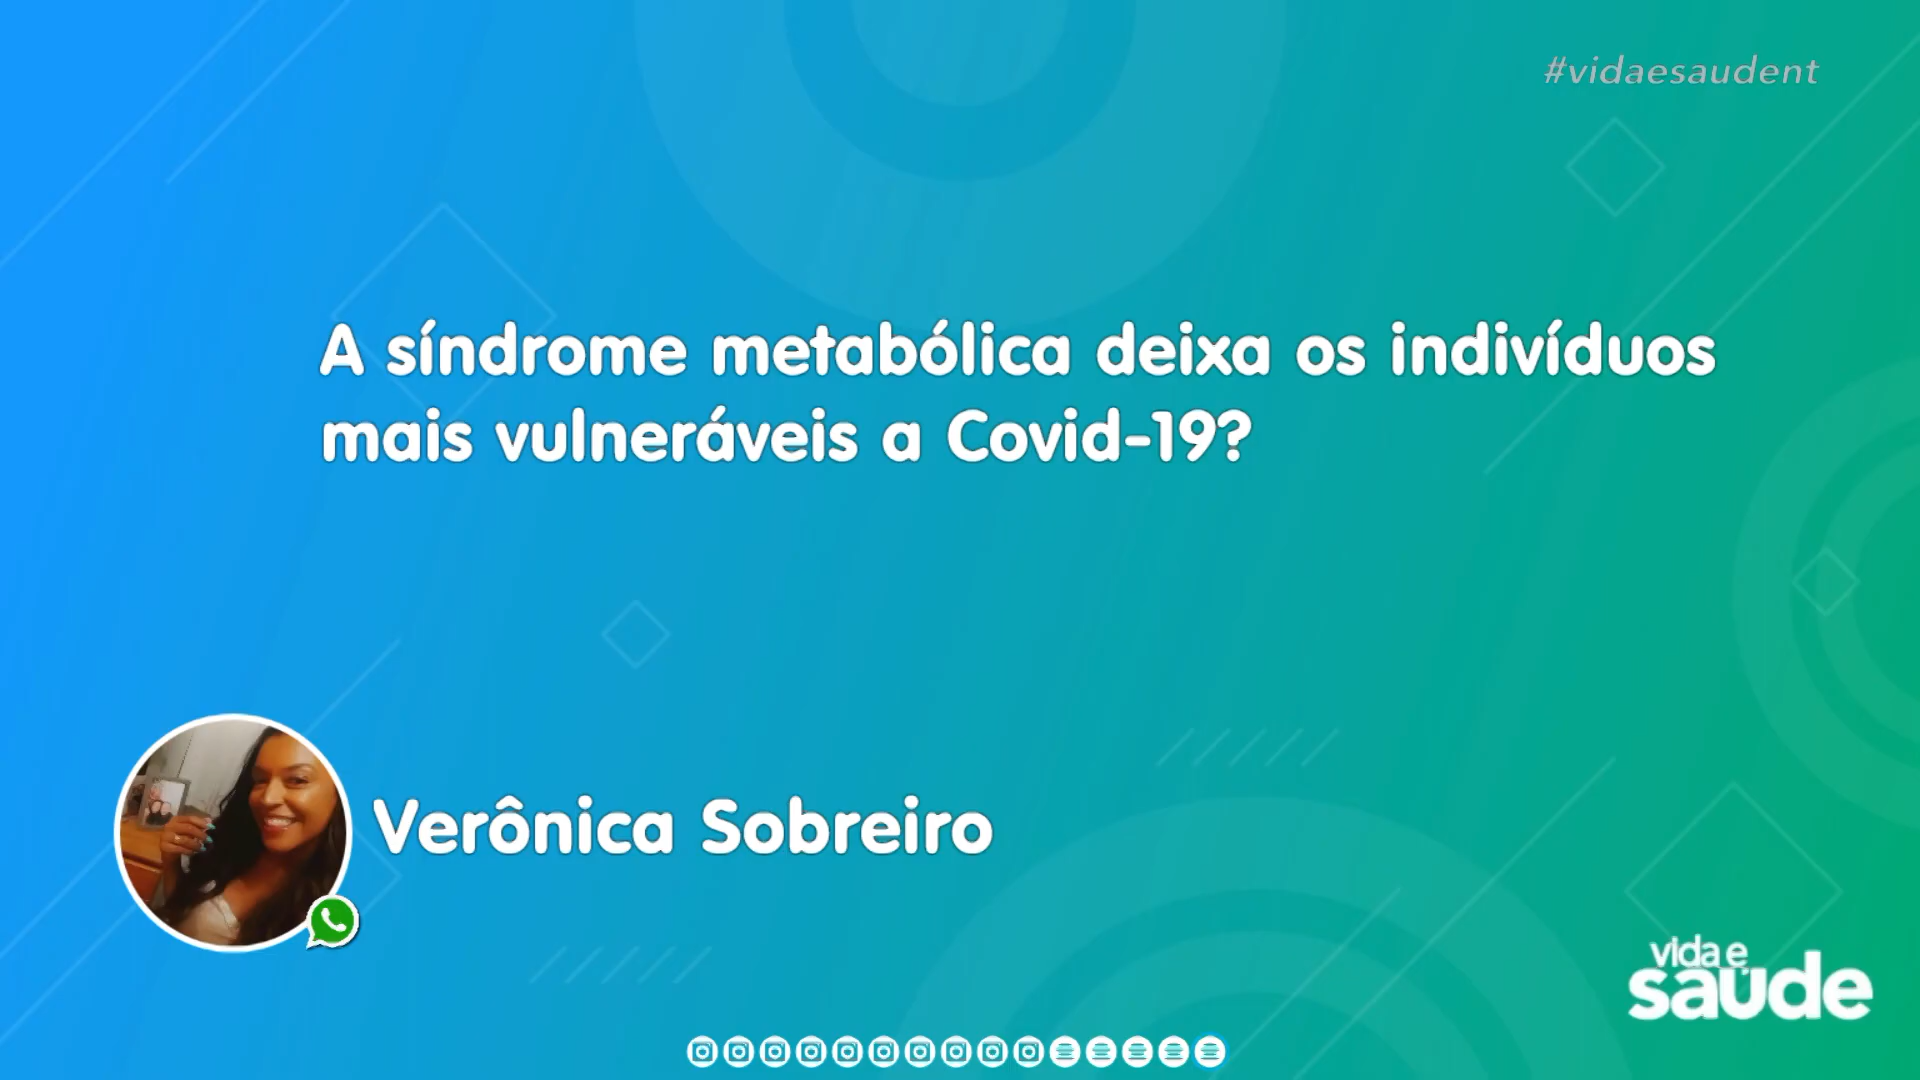 #vidaesaudent
A síndrome metabólica deixa os indivíduos
mais vulneráveis a Covid-19?
Verônica Sobreiro
vida e
saúde